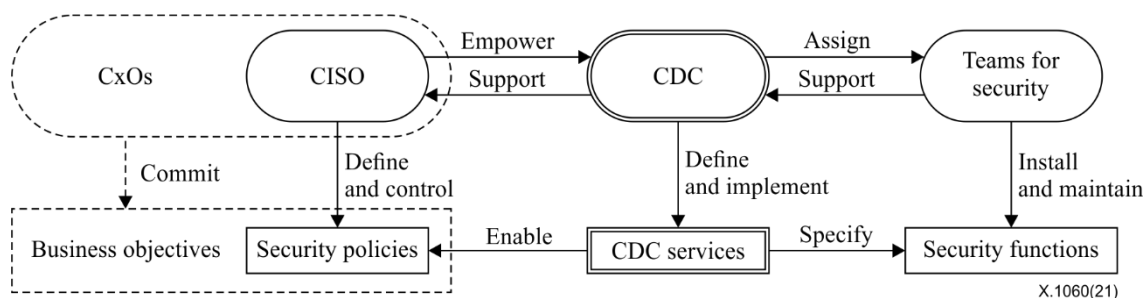 CxOs
CISO
Empower
Support
CDC
Assign
Support
Teams for
security
Commit
Define
and control
Define
and implement
Install
and maintain
Business objectives
Security policies
Enable
CDC services
Specify
Security functions
X.1060(21)